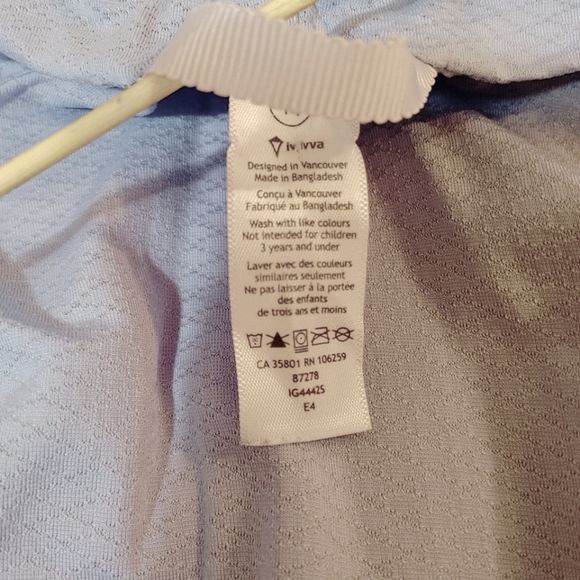 ivivva
Designed in Vancouver
Made in Bangladesh
Conçu à Vancouver
Fabriqué au Bangladesh
Wash with like colours
Not intended for children
3 years and under
Laver avec des couleurs
similaires seulement
Ne pas laisser à la portée
des enfants
de trois ans et moins
CA 35801 RN 106259
87278
IG4442S
E4